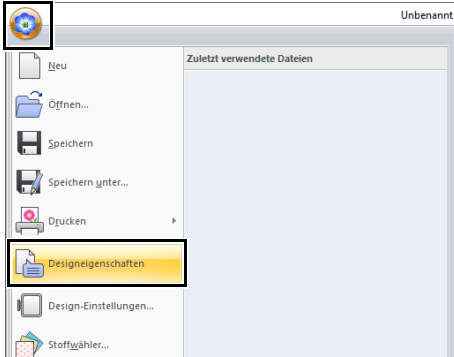 Unbenannt
Zuletzt verwendete Dateien
Neu
Öffnen...
Speichern
Speichern unter...
Drucken
Designeigenschaften
Design-Einstellungen...
Stoffwähler...